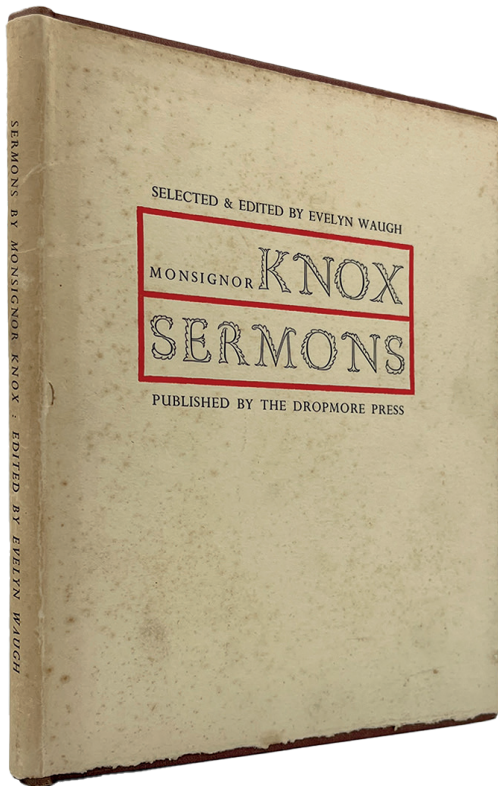 SERMONS BY MONSIGNOR KNOX : EDITED BY EVELYN WAUGH
SELECTED & EDITED BY EVELYN WAUGH
MONSIGNOR KNOX
SERMONS
PUBLISHED BY THE DROPMORE PRESS